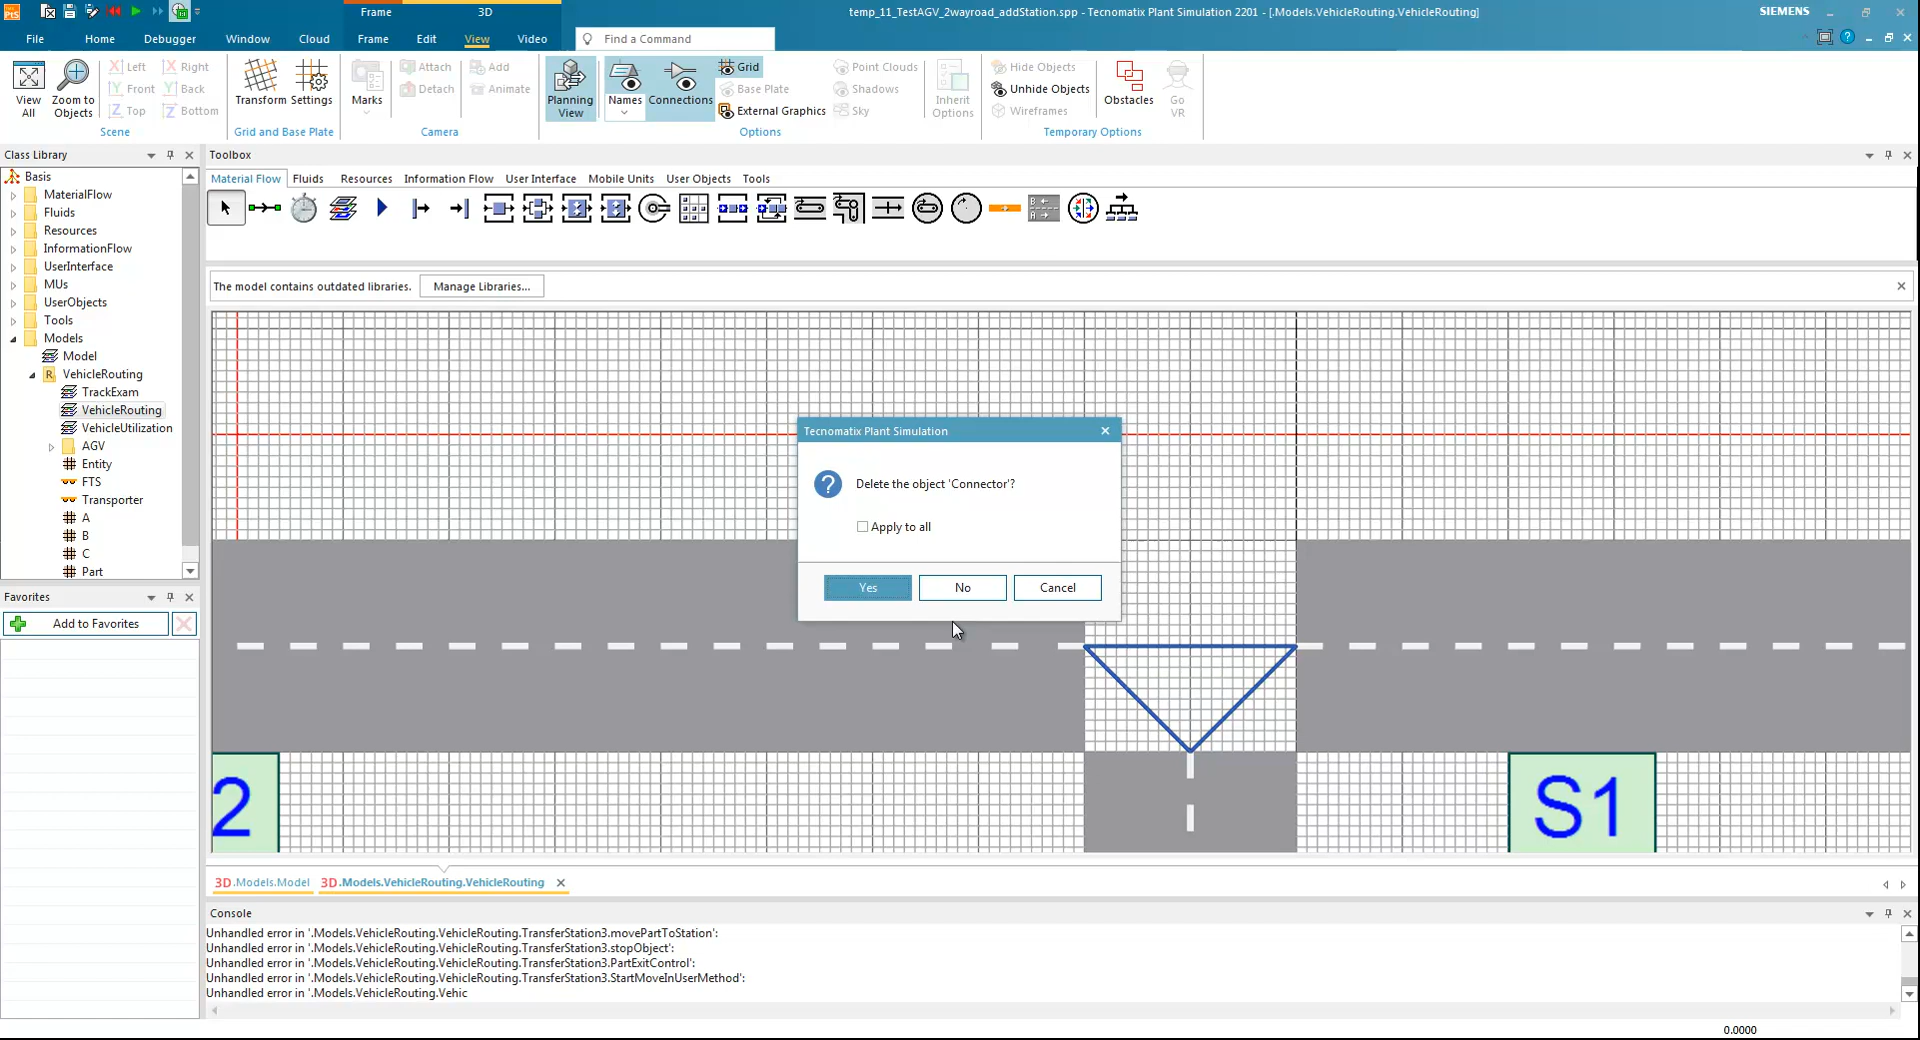 Frame
3D
temp_11_TestAGV_2wayroad_addStation.spp - Tecnomatix Plant Simulation 2201 - [.Models.VehicleRouting.VehicleRouting]
SIEMENS
File
Home
Debugger
Window
Cloud
Frame
Edit
View
Video
Find a Command
View All
Zoom to Objects
Left
Right
Front
Back
Top
Bottom
Scene
Transform
Settings
Grid and Base Plate
Marks
Attach
Detach
Add
Animate
Camera
Planning View
Names
Connections
Grid
Base Plate
External Graphics
Point Clouds
Shadows
Sky
Options
Inherit Options
Hide Objects
Unhide Objects
Wireframes
Obstacles
Go VR
Temporary Options
Class Library
Basis
MaterialFlow
Fluids
Resources
InformationFlow
UserInterface
MUs
UserObjects
Tools
Models
Model
R VehicleRouting
TrackExam
VehicleRouting
VehicleUtilization
AGV
Entity
FTS
Transporter
A
B
C
Part
Favorites
Add to Favorites
Toolbox
Material Flow
Fluids
Resources
Information Flow
User Interface
Mobile Units
User Objects
Tools
The model contains outdated libraries.
Manage Libraries...
Tecnomatix Plant Simulation
Delete the object 'Connector'?
Apply to all
Yes
No
Cancel
2
S1
3D.Models.Model
3D.Models.VehicleRouting.VehicleRouting
Console
Unhandled error in '.Models.VehicleRouting.VehicleRouting.TransferStation3.movePartToStation':
Unhandled error in '.Models.VehicleRouting.VehicleRouting.TransferStation3.stopObject':
Unhandled error in '.Models.VehicleRouting.VehicleRouting.TransferStation3.PartExitControl':
Unhandled error in '.Models.VehicleRouting.VehicleRouting.TransferStation3.StartMoveInUserMethod':
Unhandled error in '.Models.VehicleRouting.Vehic
0.0000